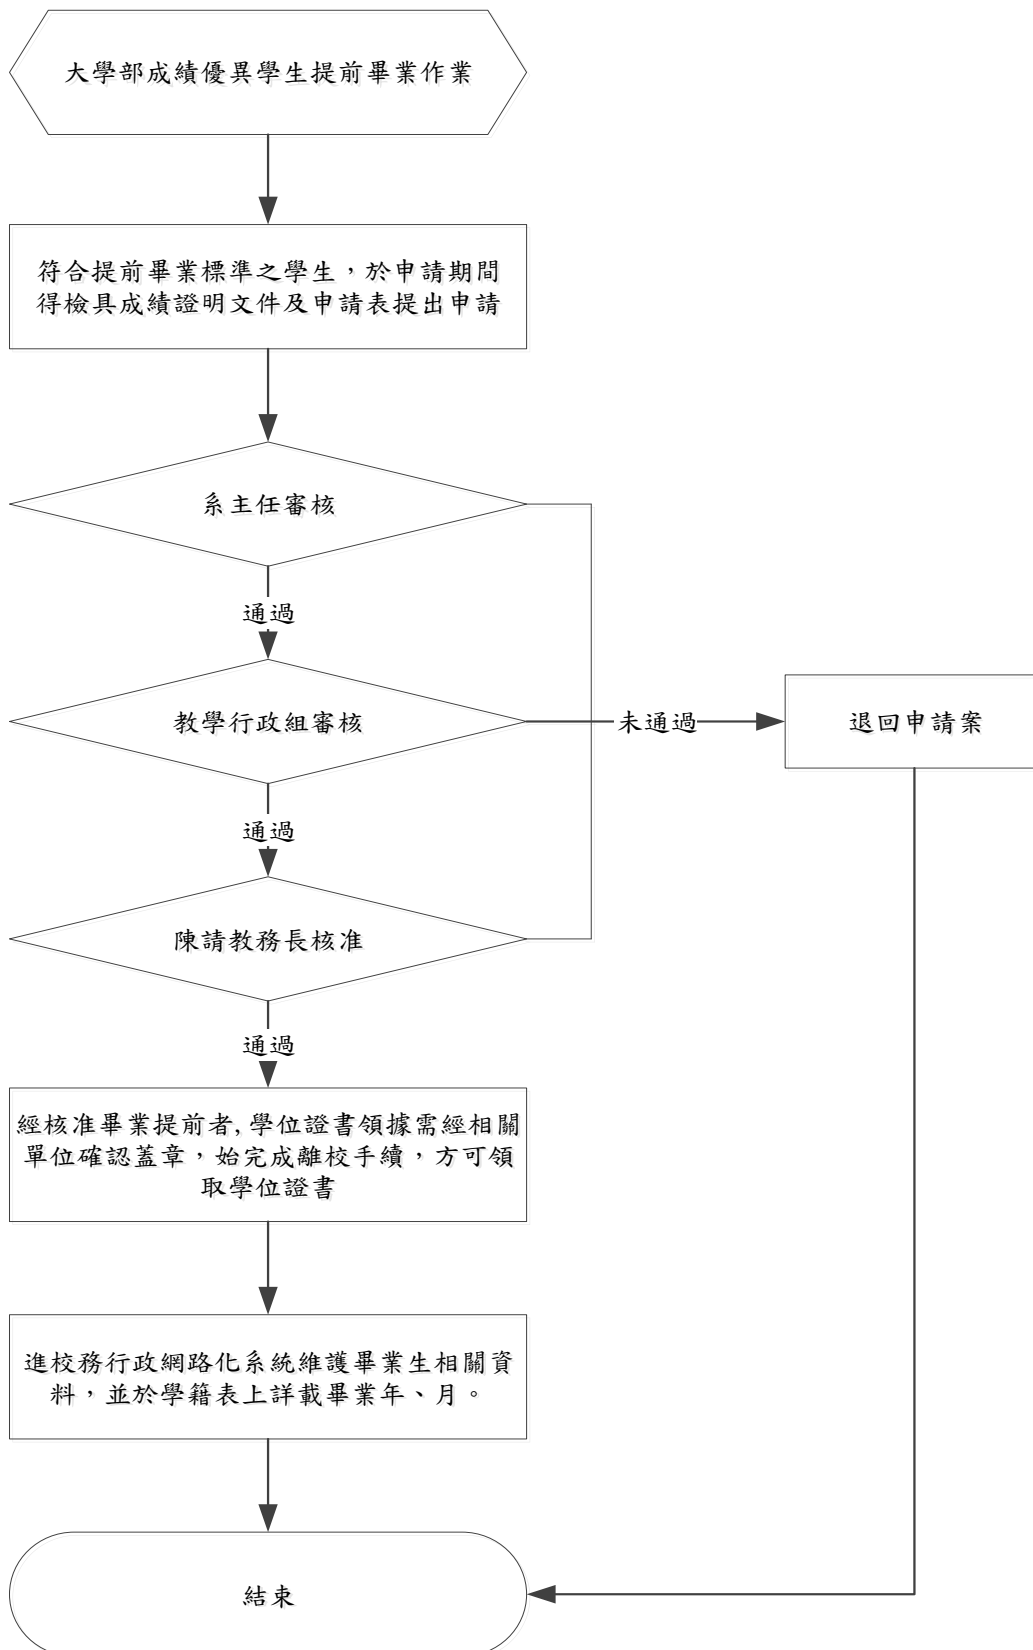 大學部成績優異學生提前畢業作業
符合提前畢業標準之學生，於申請期間
得檢具成績證明文件及申請表提出申請
系主任審核
通過
教學行政組審核
未通過
退回申請案
通過
陳請教務長核准
通過
經核准畢業提前者,學位證書領據需經相關
單位確認蓋章，始完成離校手續，方可領
取學位證書
進校務行政網路化系統維護畢業生相關資
料，並於學籍表上詳載畢業年、月。
結束